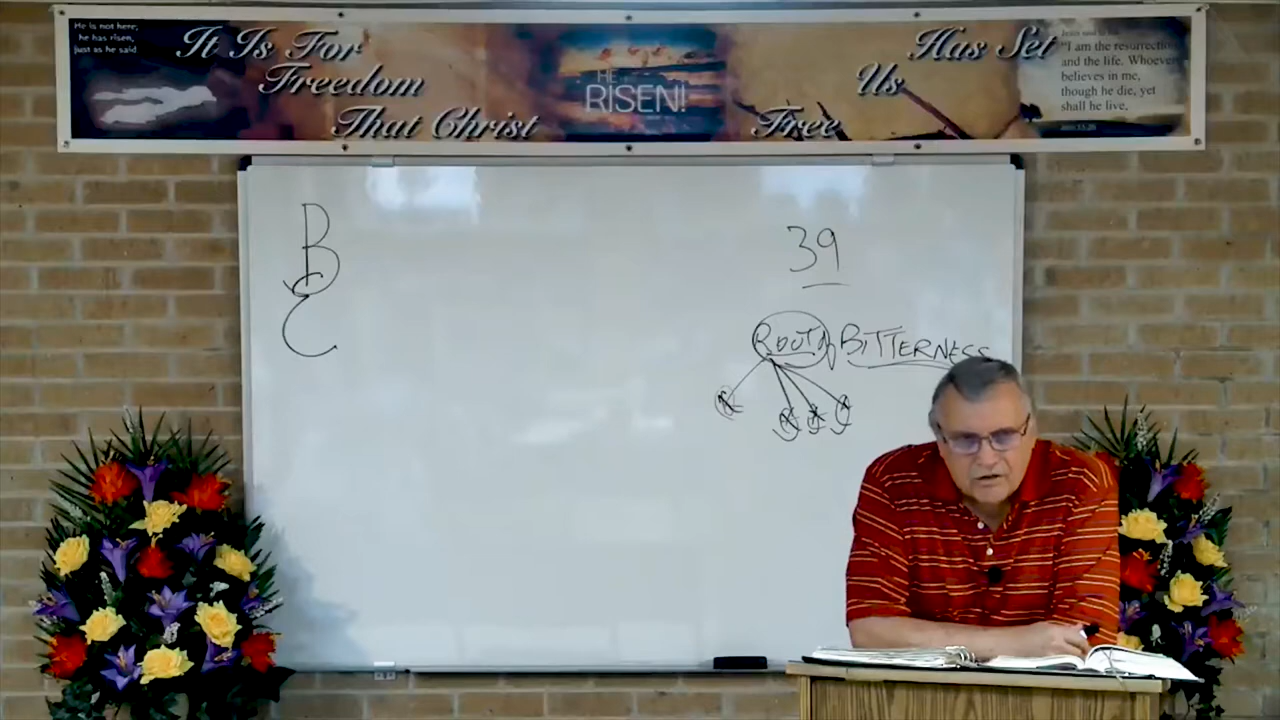 He is not here,
he has risen,
just as he said
It Is For
Freedom
That Christ
HE
RISEN!
Has Set
Us
Free
"I am the resurrection
and the life. Whoever
believes in me,
though he die, yet
shall he live,
B
C
39
ROOT of BITTERNESS